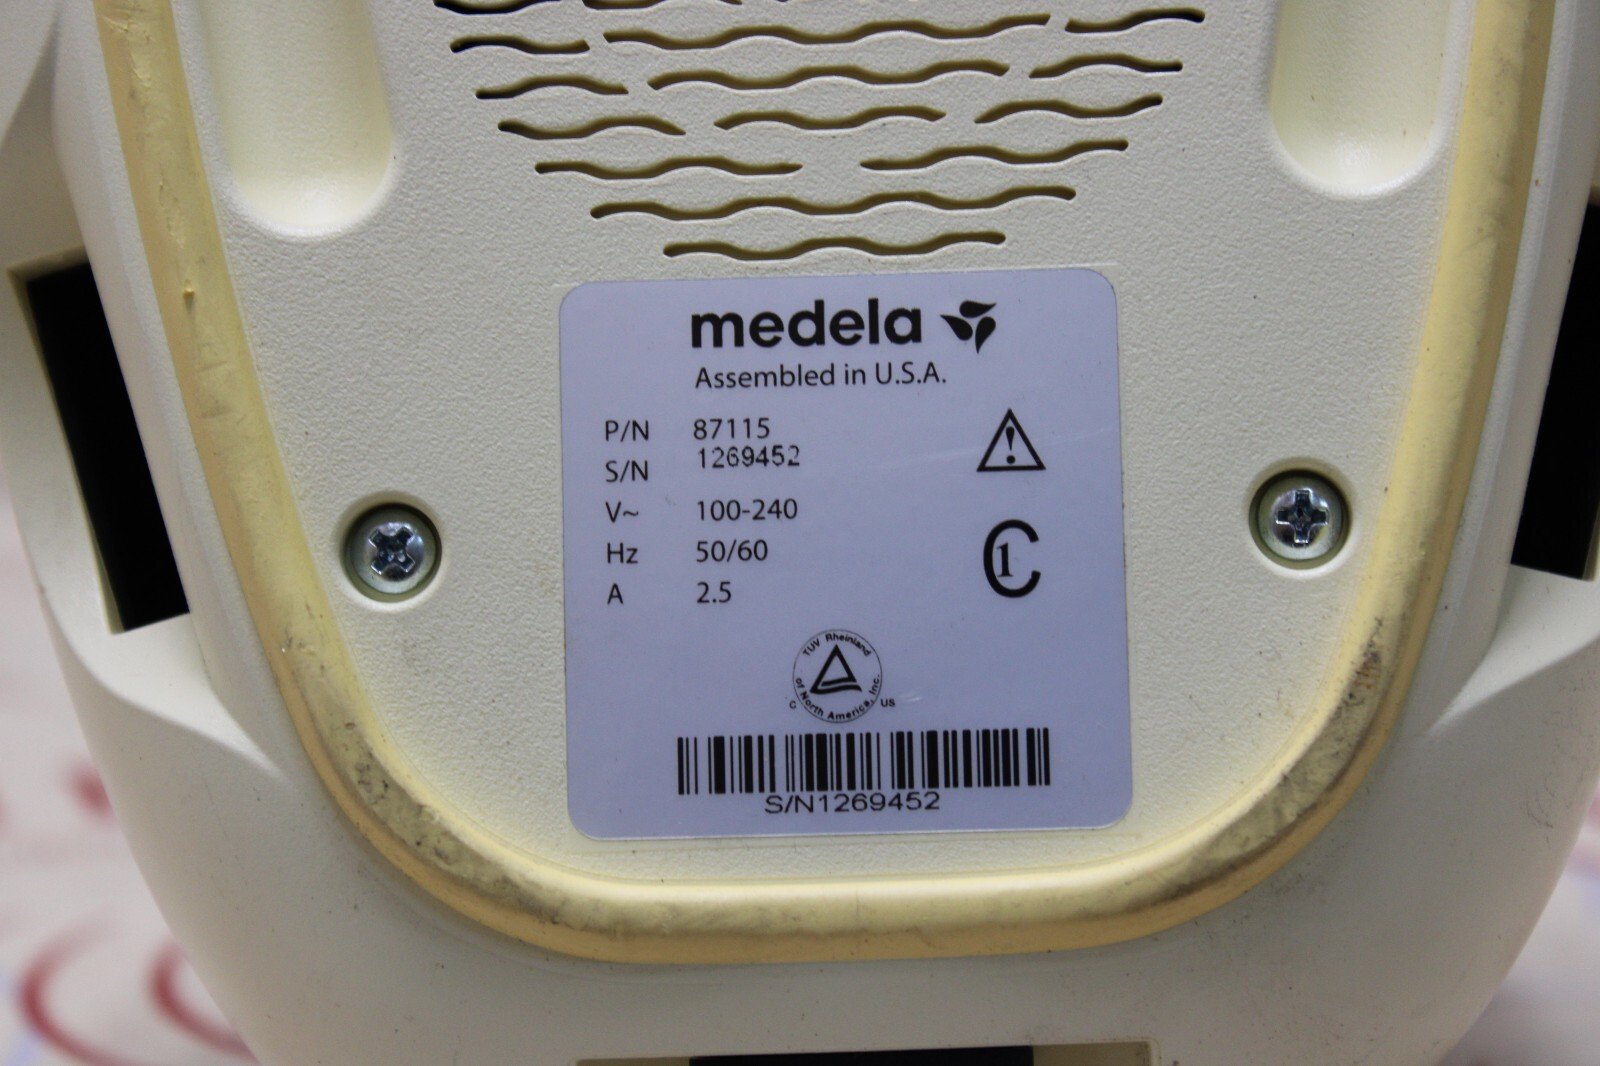 medela
Assembled in U.S.A.
P/N 87115
S/N 1269452
V~ 100-240
Hz 50/60
A 2.5
C1
TUV Rheinland
of North America, Inc.
C US
S/N1269452